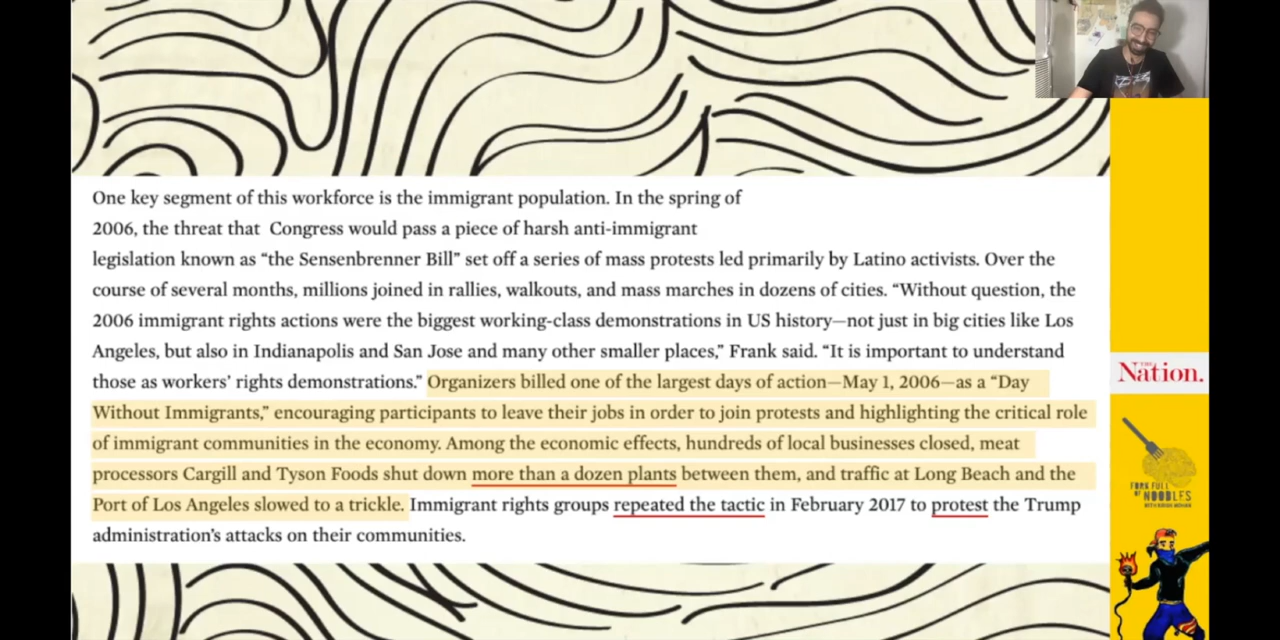 One key segment of this workforce is the immigrant population. In the spring of
2006, the threat that Congress would pass a piece of harsh anti-immigrant
legislation known as “the Sensenbrenner Bill” set off a series of mass protests led primarily by Latino activists. Over the
course of several months, millions joined in rallies, walkouts, and mass marches in dozens of cities. “Without question, the
2006 immigrant rights actions were the biggest working-class demonstrations in US history—not just in big cities like Los
Angeles, but also in Indianapolis and San Jose and many other smaller places,” Frank said. “It is important to understand
those as workers’ rights demonstrations.” Organizers billed one of the largest days of action—May 1, 2006—as a “Day
Without Immigrants,” encouraging participants to leave their jobs in order to join protests and highlighting the critical role
of immigrant communities in the economy. Among the economic effects, hundreds of local businesses closed, meat
processors Cargill and Tyson Foods shut down more than a dozen plants between them, and traffic at Long Beach and the
Port of Los Angeles slowed to a trickle. Immigrant rights groups repeated the tactic in February 2017 to protest the Trump
administration’s attacks on their communities.
THE
Nation.
FORK FULL
OF NOODLES